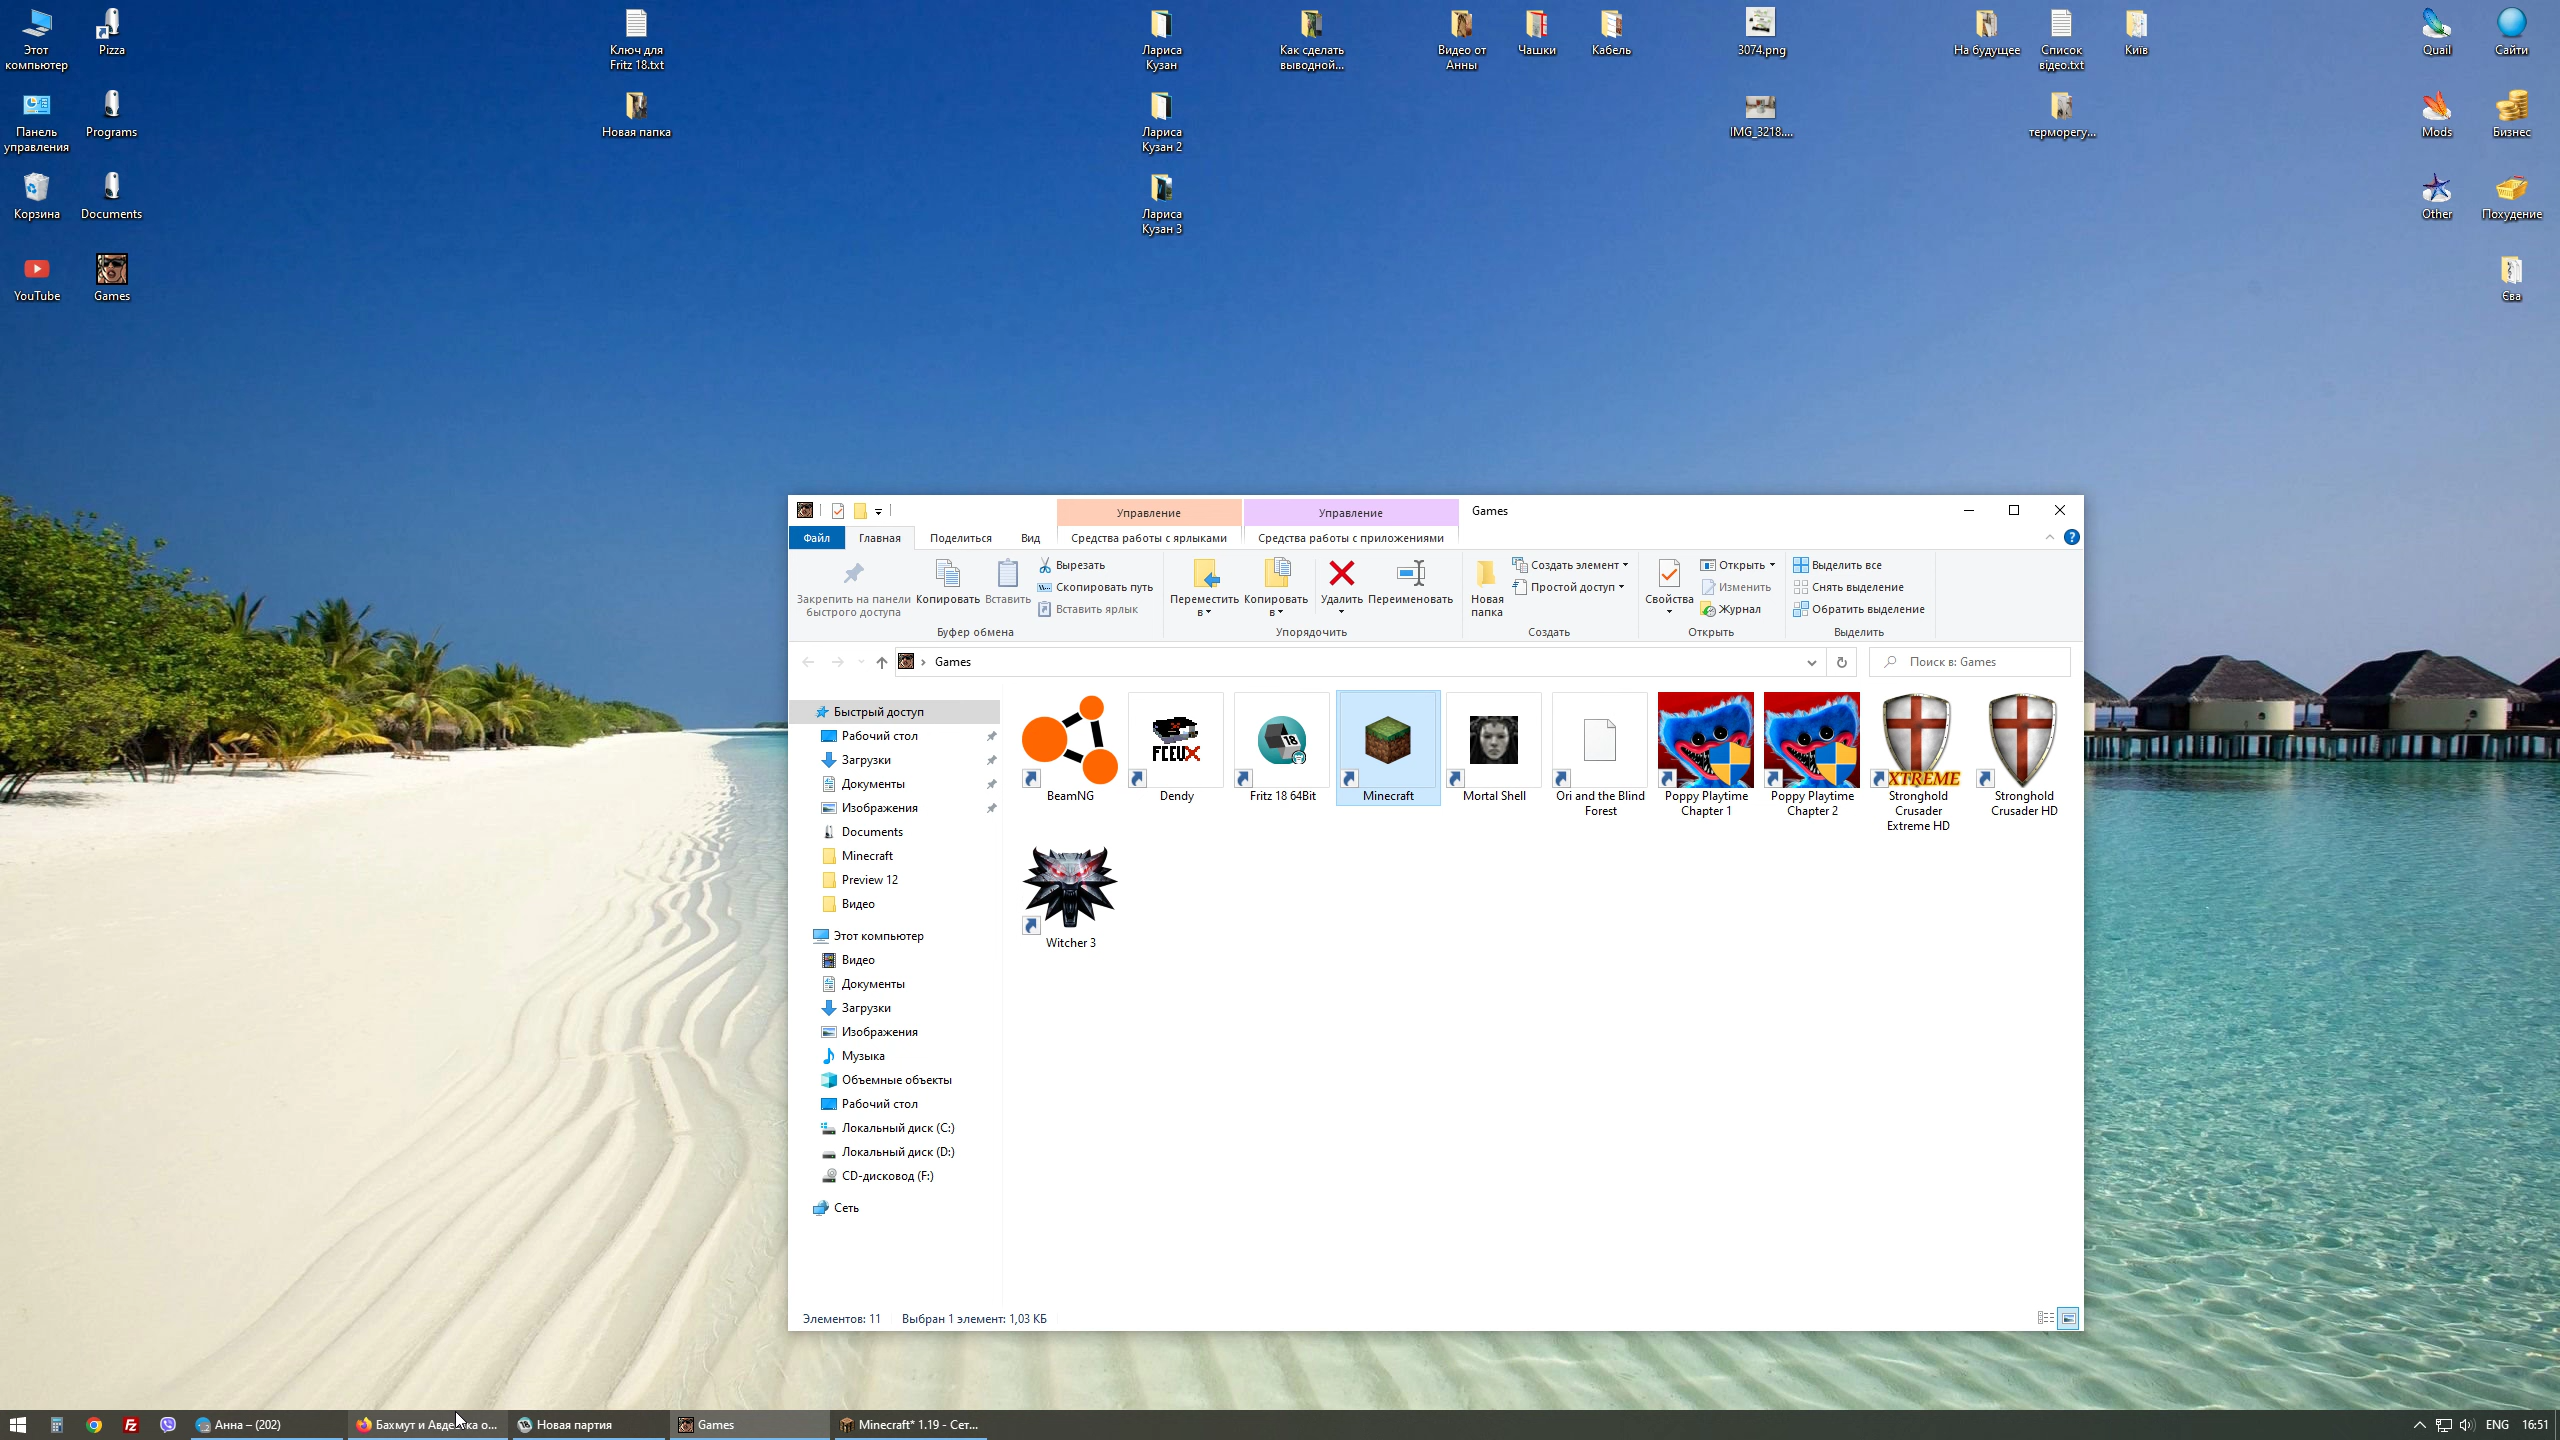 Этот
компьютер
Pizza
Ключ для
Fritz 18.txt
Лариса
Кузан
Как сделать
выводной...
Видео от
Анны
Чашки
Кабель
3074.png
На будущее
Список
відео.txt
Київ
Quail
Сайти
Панель
управления
Programs
Новая папка
Лариса
Кузан 2
IMG_3218....
терморегу...
Mods
Бизнес
Корзина
Documents
Лариса
Кузан 3
Other
Похудение
YouTube
Games
Єва
Управление
Управление
Games
Файл
Главная
Поделиться
Вид
Средства работы с ярлыками
Средства работы с приложениями
Закрепить на панели
быстрого доступа
Копировать
Вставить
Вырезать
Скопировать путь
Вставить ярлык
Буфер обмена
Переместить
в
Копировать
в
Удалить
Переименовать
Упорядочить
Новая
папка
Создать элемент
Простой доступ
Создать
Свойства
Открыть
Изменить
Журнал
Открыть
Выделить все
Снять выделение
Обратить выделение
Выделить
Games
Поиск в: Games
Быстрый доступ
Рабочий стол
Загрузки
Документы
Изображения
Documents
Minecraft
Preview 12
Видео
Этот компьютер
Видео
Документы
Загрузки
Изображения
Музыка
Объемные объекты
Рабочий стол
Локальный диск (C:)
Локальный диск (D:)
CD-дисковод (F:)
Сеть
FCEUX
18
XTREME
BeamNG
Dendy
Fritz 18 64Bit
Minecraft
Mortal Shell
Ori and the Blind
Forest
Poppy Playtime
Chapter 1
Poppy Playtime
Chapter 2
Stronghold
Crusader
Extreme HD
Stronghold
Crusader HD
Witcher 3
Элементов: 11
Выбран 1 элемент: 1,03 КБ
Анна – (202)
Бахмут и о...
Новая партия
Games
Minecraft* 1.19 - Сет...
ENG
16:51